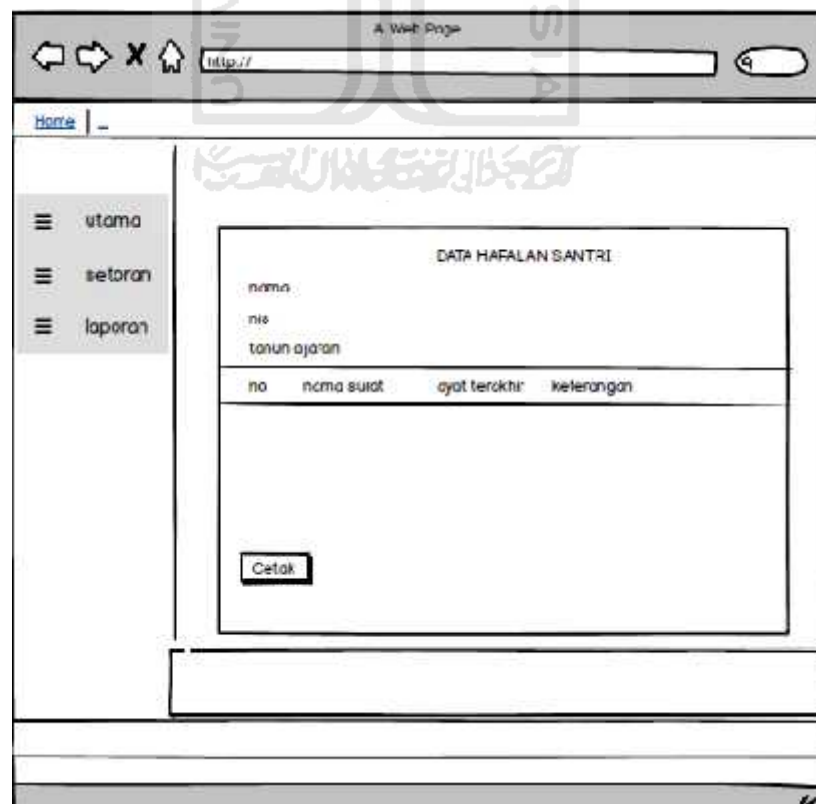 A Web Page
http://
Home
utama
setoran
laporan
DATA HAFALAN SANTRI
nama
nis
tahun ajaran
no nama surat ayat terakhir keterangan
Cetak